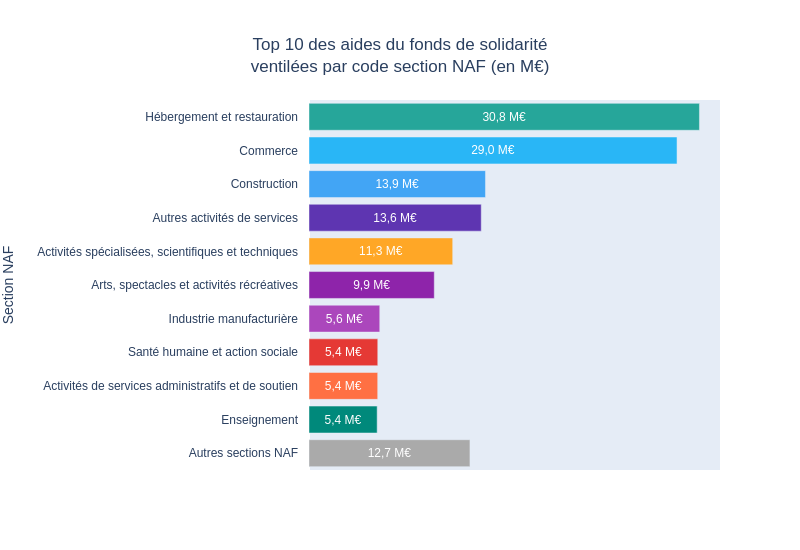 Top 10 des aides du fonds de solidarité
ventilées par code section NAF (en M€)
Section NAF
Hébergement et restauration 30,8 M€
Commerce 29,0 M€
Construction 13,9 M€
Autres activités de services 13,6 M€
Activités spécialisées, scientifiques et techniques 11,3 M€
Arts, spectacles et activités récréatives 9,9 M€
Industrie manufacturière 5,6 M€
Santé humaine et action sociale 5,4 M€
Activités de services administratifs et de soutien 5,4 M€
Enseignement 5,4 M€
Autres sections NAF 12,7 M€